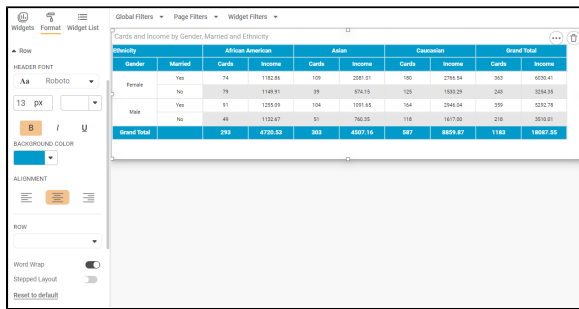 Widgets Format Widget List
Global Filters Page Filters Widget Filters
Row
HEADER FONT
Aa Roboto
13 px
B I U
BACKGROUND COLOR
ALIGNMENT
ROW
Word Wrap
Stepped Layout
Reset to default
Cards and Income by Gender, Married and Ethnicity
Ethnicity African American Asian Caucasian Grand Total
Gender Married Cards Income Cards Income Cards Income Cards Income
Female Yes 74 1182.86 109 2081.01 180 2766.54 363 6030.41
No 79 1149.91 39 574.15 125 1530.29 243 3254.35
Male Yes 91 1255.09 104 1091.65 164 2946.04 359 5292.78
No 49 1132.67 51 760.35 118 1617.00 218 3510.01
Grand Total 293 4720.53 303 4507.16 587 8859.87 1183 18087.55